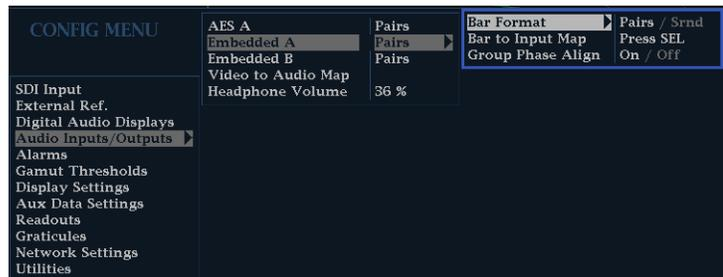 CONFIG MENU
SDI Input
External Ref.
Digital Audio Displays
Audio Inputs/Outputs
Alarms
Gamut Thresholds
Display Settings
Aux Data Settings
Readouts
Graticules
Network Settings
Utilities
AES A Pairs
Embedded A Pairs
Embedded B Pairs
Video to Audio Map
Headphone Volume 36 %
Bar Format Pairs / Srnd
Bar to Input Map Press SEL
Group Phase Align On / Off